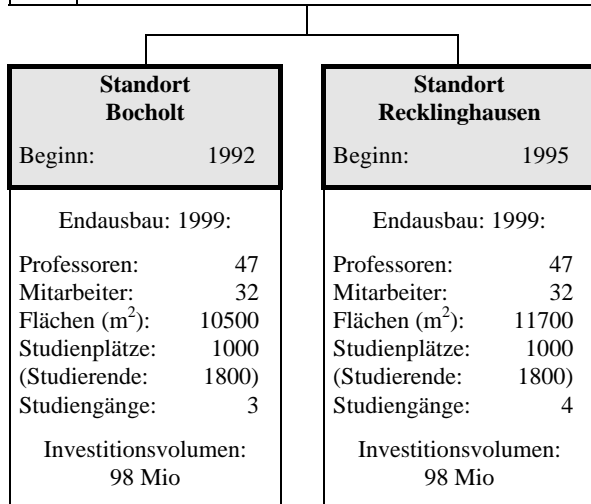 Standort
Bocholt
Beginn: 1992
Endausbau: 1999:
Professoren: 47
Mitarbeiter: 32
Flächen (m²): 10500
Studienplätze: 1000
(Studierende: 1800)
Studiengänge: 3
Investitionsvolumen:
98 Mio
Standort
Recklinghausen
Beginn: 1995
Endausbau: 1999:
Professoren: 47
Mitarbeiter: 32
Flächen (m²): 11700
Studienplätze: 1000
(Studierende: 1800)
Studiengänge: 4
Investitionsvolumen:
98 Mio